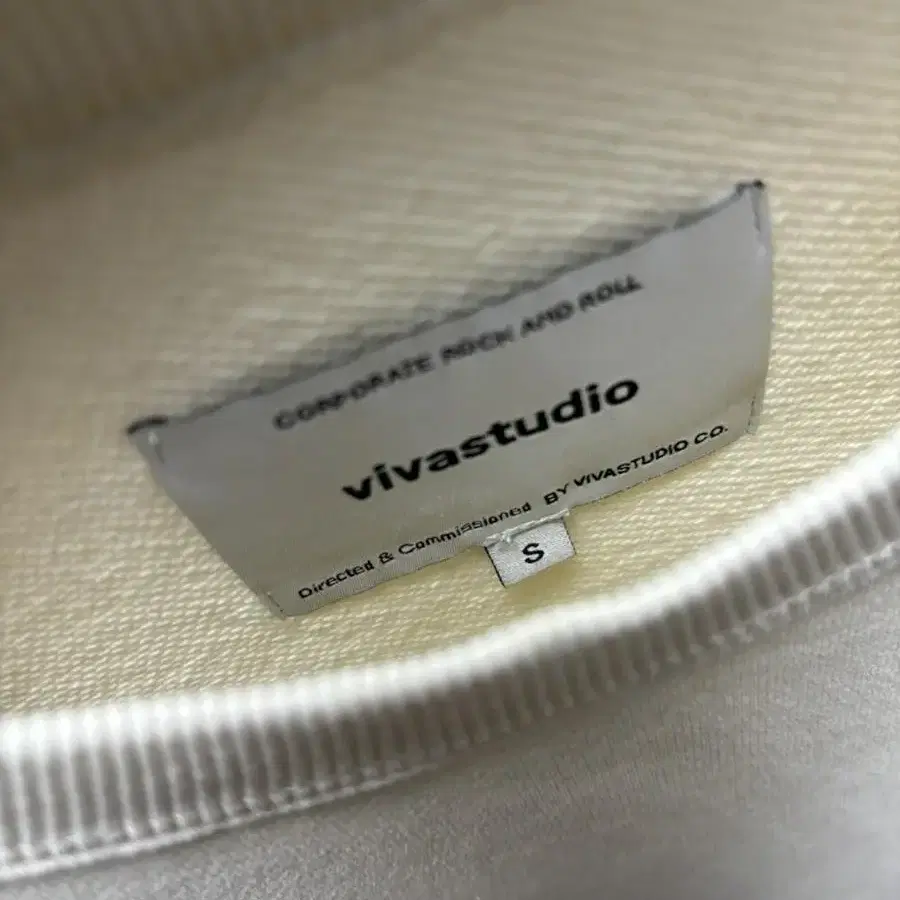 CORPORATE ROCK AND ROLL
vivastudio
Directed & Commissioned BY VIVASTUDIO CO.
S